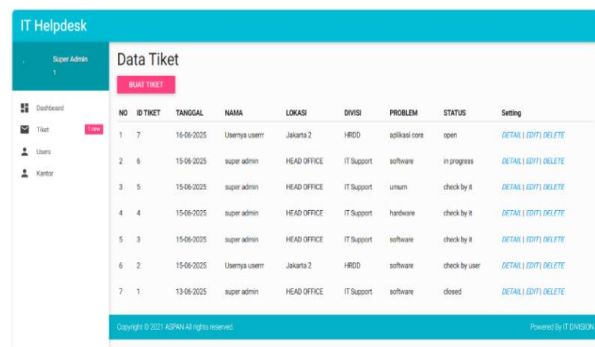 IT Helpdesk
Super Admin
1
Dashboard
Tiket 1 new
Users
Kantor
Data Tiket
BUAT TIKET
NO ID TIKET TANGGAL NAMA LOKASI DIVISI PROBLEM STATUS Setting
1 7 16-06-2025 Usernya userrr Jakarta 2 HRDD aplikasi core open DETAIL | EDIT | DELETE
2 6 15-06-2025 super admin HEAD OFFICE IT Support software in progress DETAIL | EDIT | DELETE
3 5 15-06-2025 super admin HEAD OFFICE IT Support umum check by it DETAIL | EDIT | DELETE
4 4 15-06-2025 super admin HEAD OFFICE IT Support hardware check by it DETAIL | EDIT | DELETE
5 3 15-06-2025 super admin HEAD OFFICE IT Support software check by it DETAIL | EDIT | DELETE
6 2 15-06-2025 Usernya userrr Jakarta 2 HRDD software check by user DETAIL | EDIT | DELETE
7 1 13-06-2025 super admin HEAD OFFICE IT Support software closed DETAIL | EDIT | DELETE
Copyright © 2021 ASPAN All rights reserved. Powered By IT DIVISION